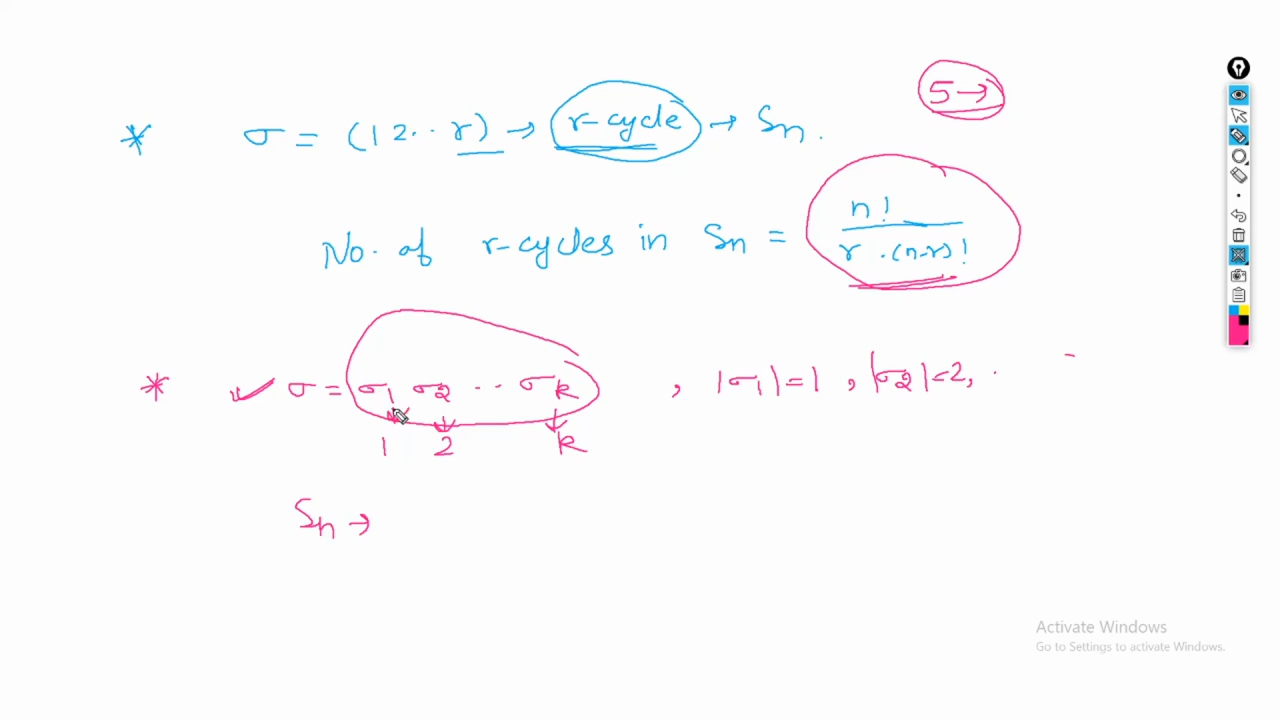 5 →
* σ = (1 2 .. r) → r-cycle → Sn.
No. of r-cycles in Sn = n! / r . (n-r)!
* ✓ σ = σ1 σ2 .. σk , |σ1| = 1 , |σ2| = 2, .
1 2 k
Sn →
Activate Windows
Go to Settings to activate Windows.